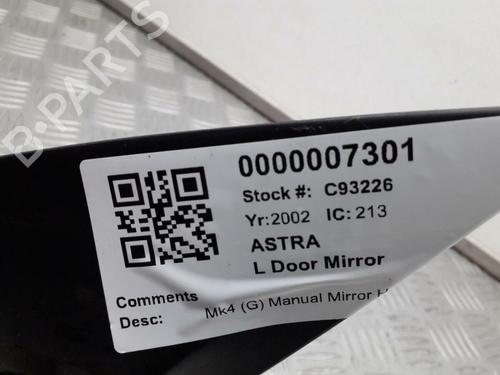 B-PARTS
0000007301
Stock #: C93226
Yr:2002 IC: 213
ASTRA
L Door Mirror
Comments
Desc: Mk4 (G) Manual Mirror